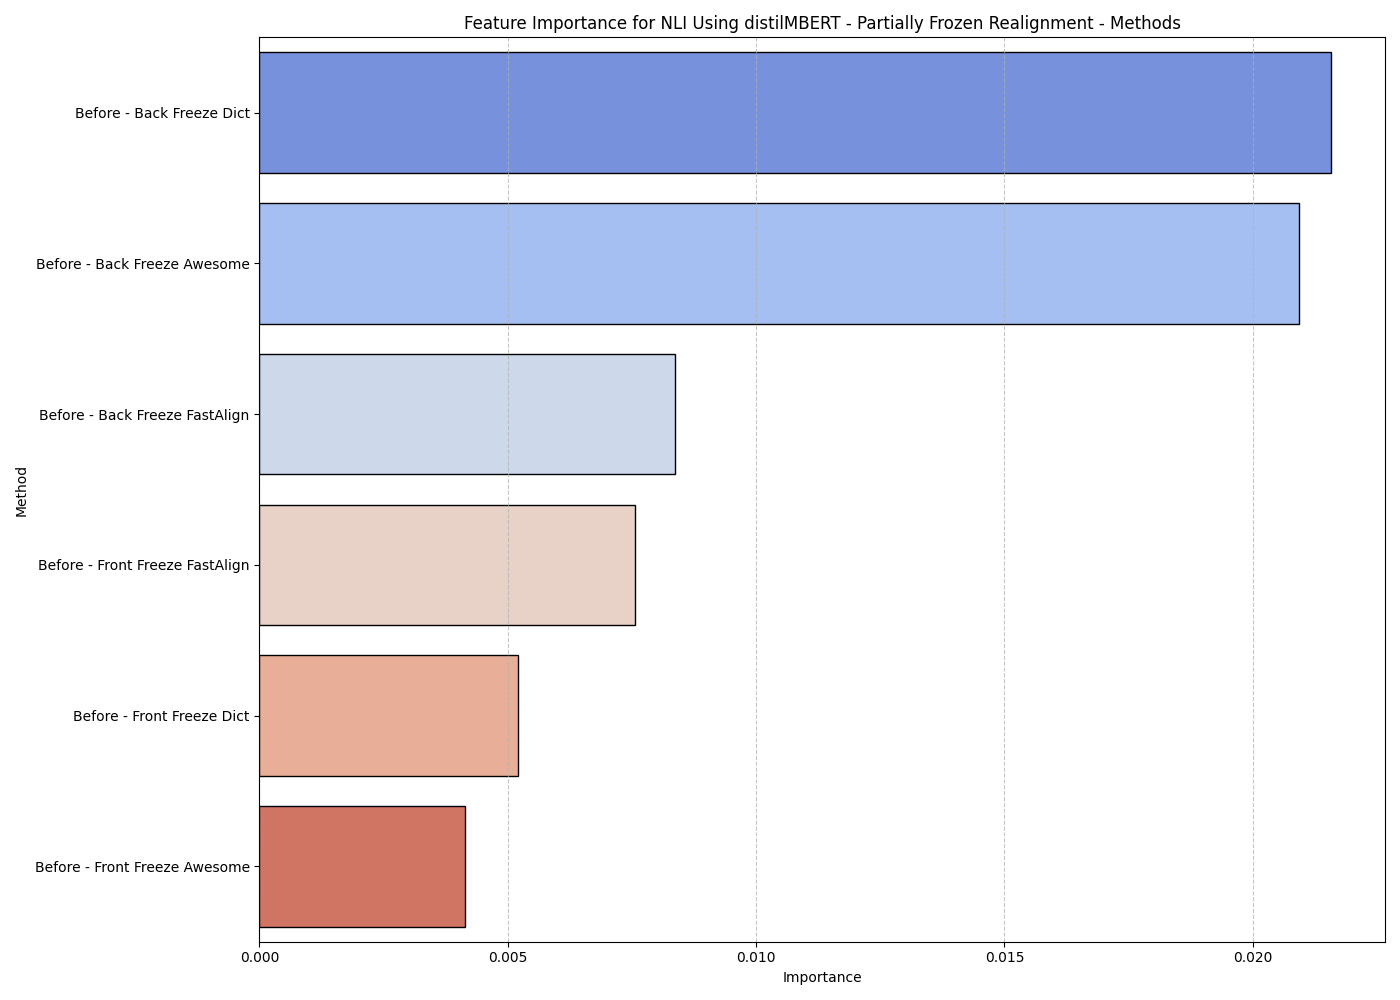 Feature Importance for NLI Using distilMBERT - Partially Frozen Realignment - Methods
Before - Back Freeze Dict
Before - Back Freeze Awesome
Before - Back Freeze FastAlign
Before - Front Freeze FastAlign
Before - Front Freeze Dict
Before - Front Freeze Awesome
Method
0.000 0.005 0.010 0.015 0.020
Importance